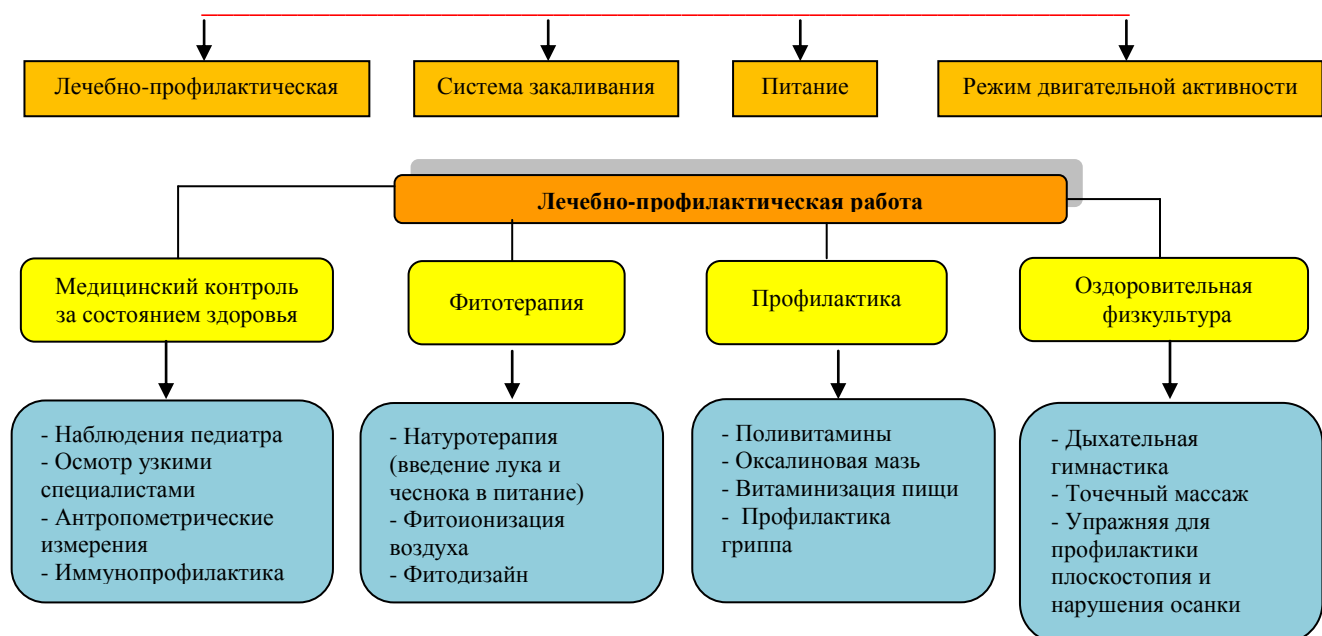 Лечебно-профилактическая
Система закаливания
Питание
Режим двигательной активности
Лечебно-профилактическая работа
Медицинский контроль
за состоянием здоровья
Фитотерапия
Профилактика
Оздоровительная
физкультура
- Наблюдения педиатра
- Осмотр узкими
специалистами
- Антропометрические
измерения
- Иммунопрофилактика
- Натуротерапия
(введение лука и
чеснока в питание)
- Фитоионизация
воздуха
- Фитодизайн
- Поливитамины
- Оксалиновая мазь
- Витаминизация пищи
- Профилактика
гриппа
- Дыхательная
гимнастика
- Точечный массаж
- Упражняя для
профилактики
плоскостопия и
нарушения осанки